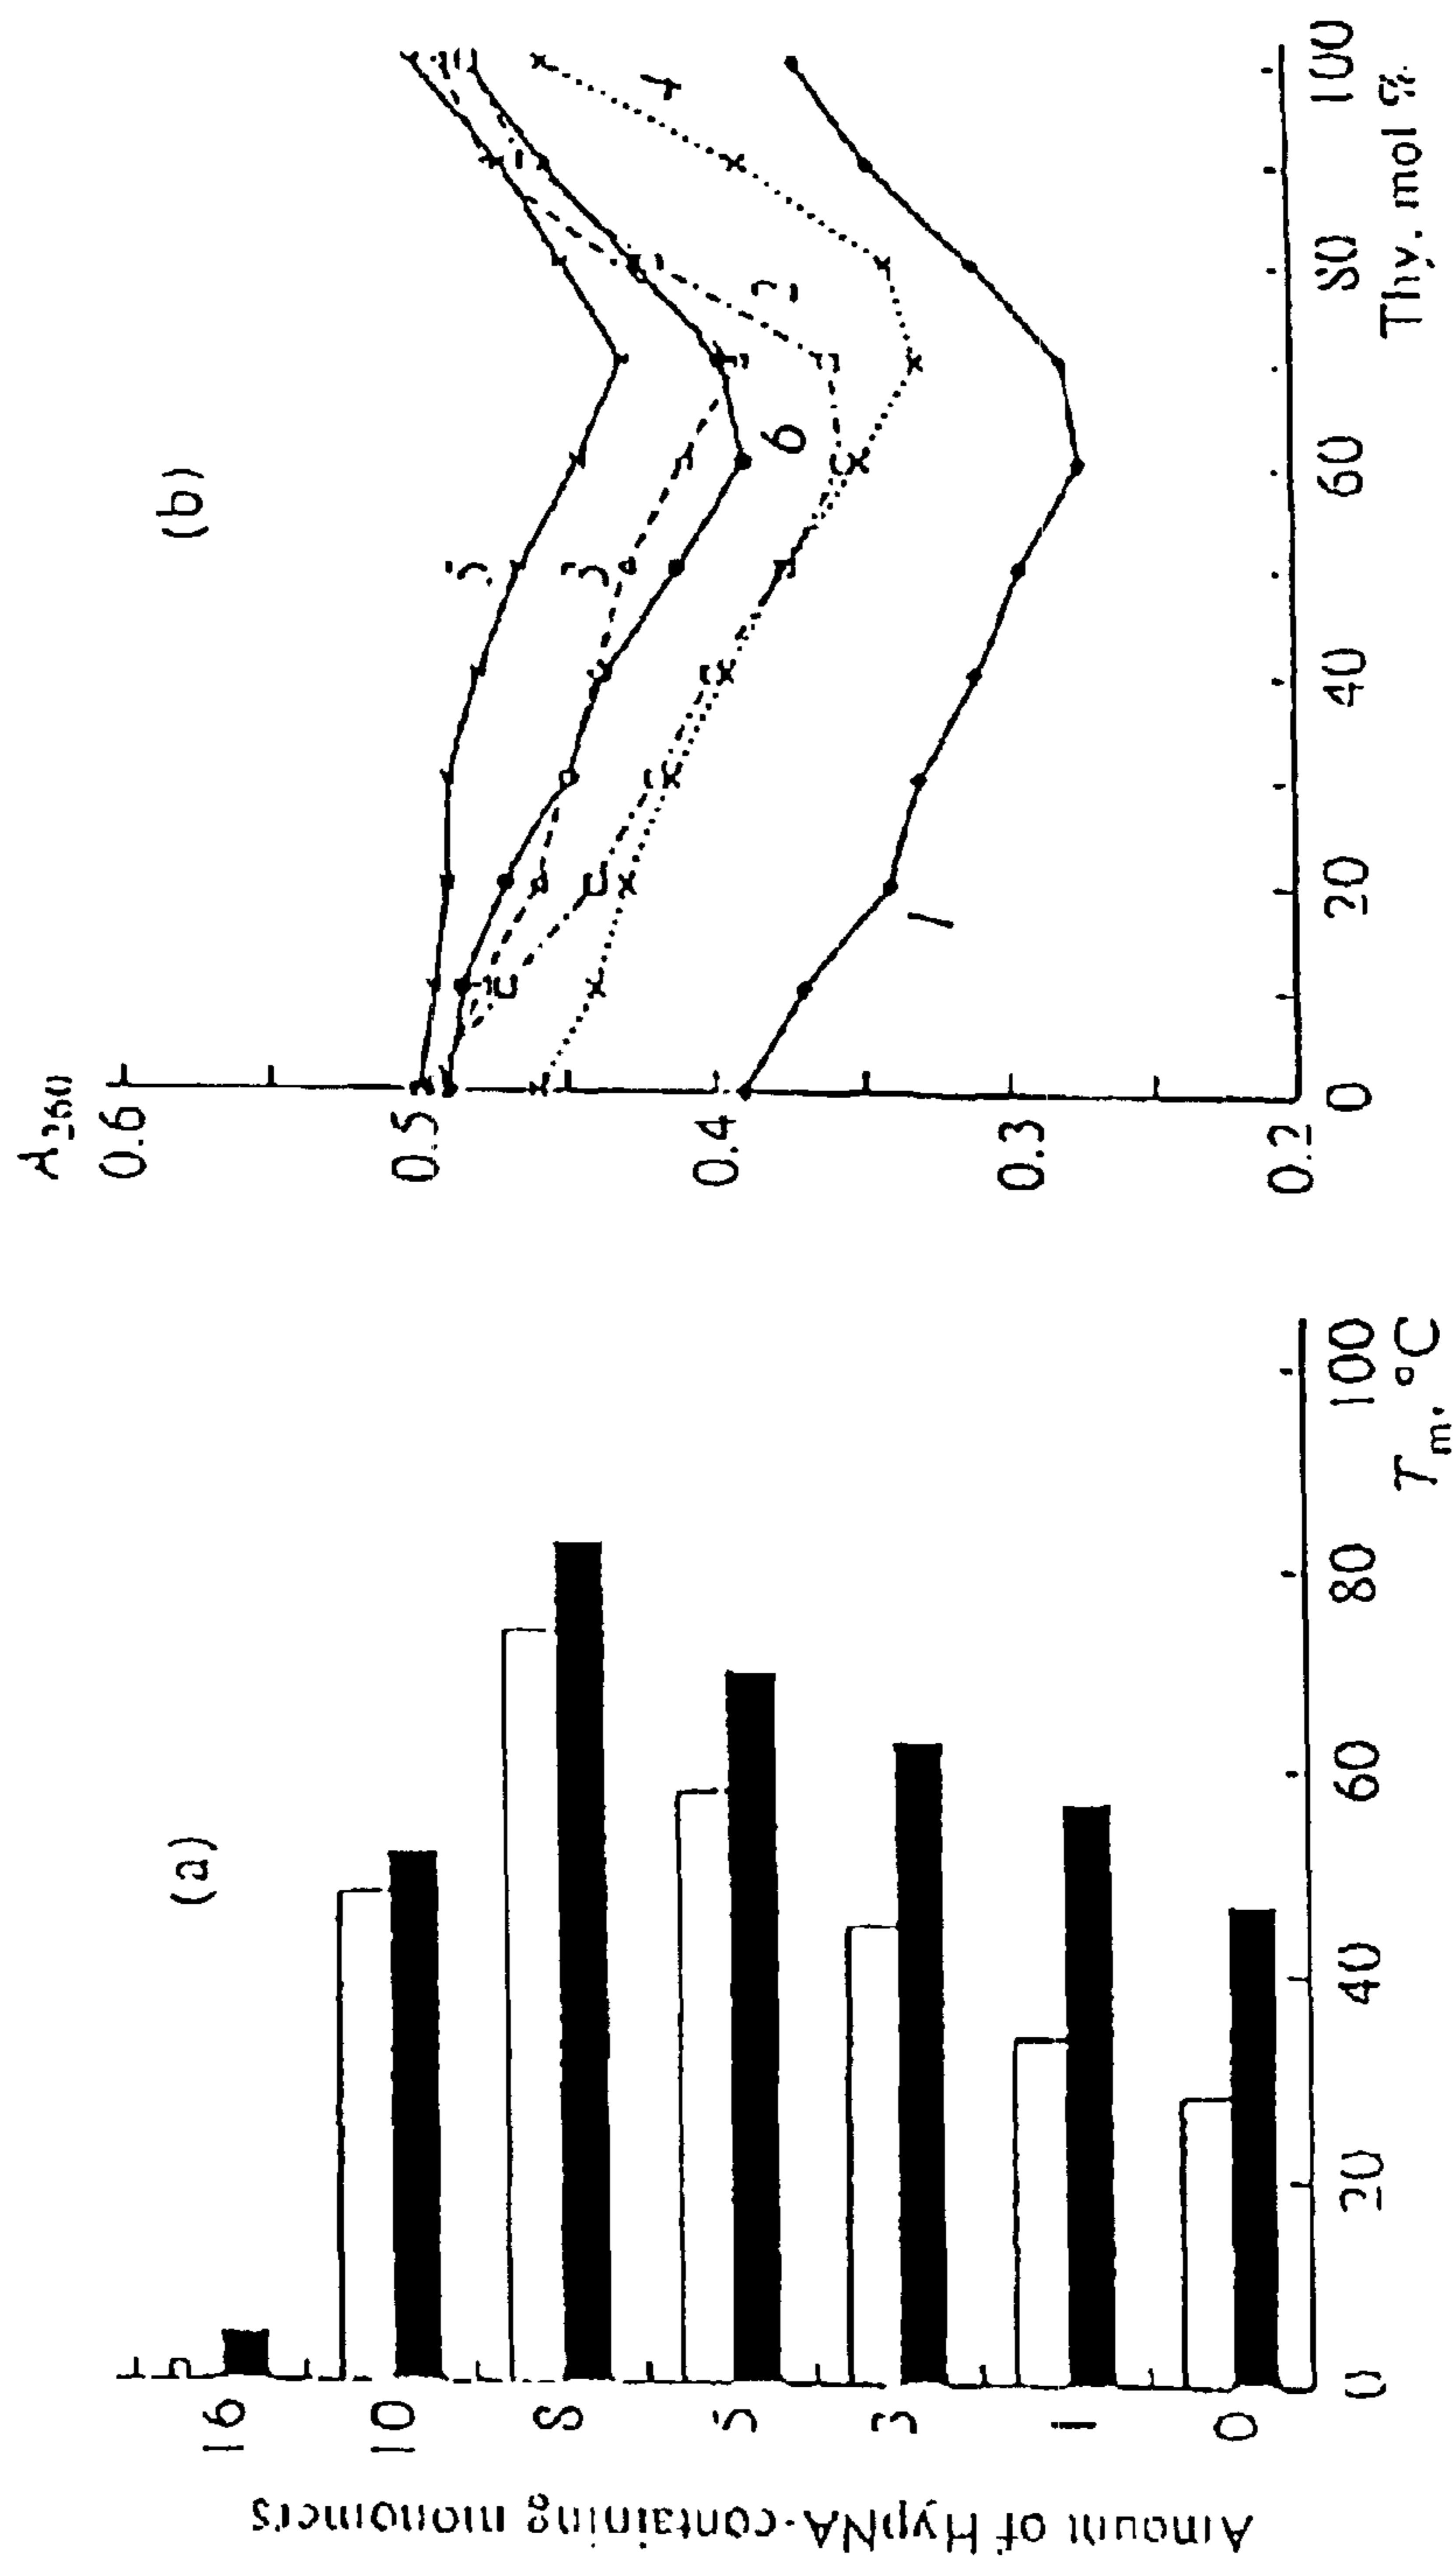 (a)
Amount of HypNA-containing monomers
16
10
8
5
3
1
0
0 20 40 60 80 100
Tm, °C
(b)
A260
0.6
0.5
0.4
0.3
0.2
5
3
6
2
4
1
0 20 40 60 80 100
Thy, mol %